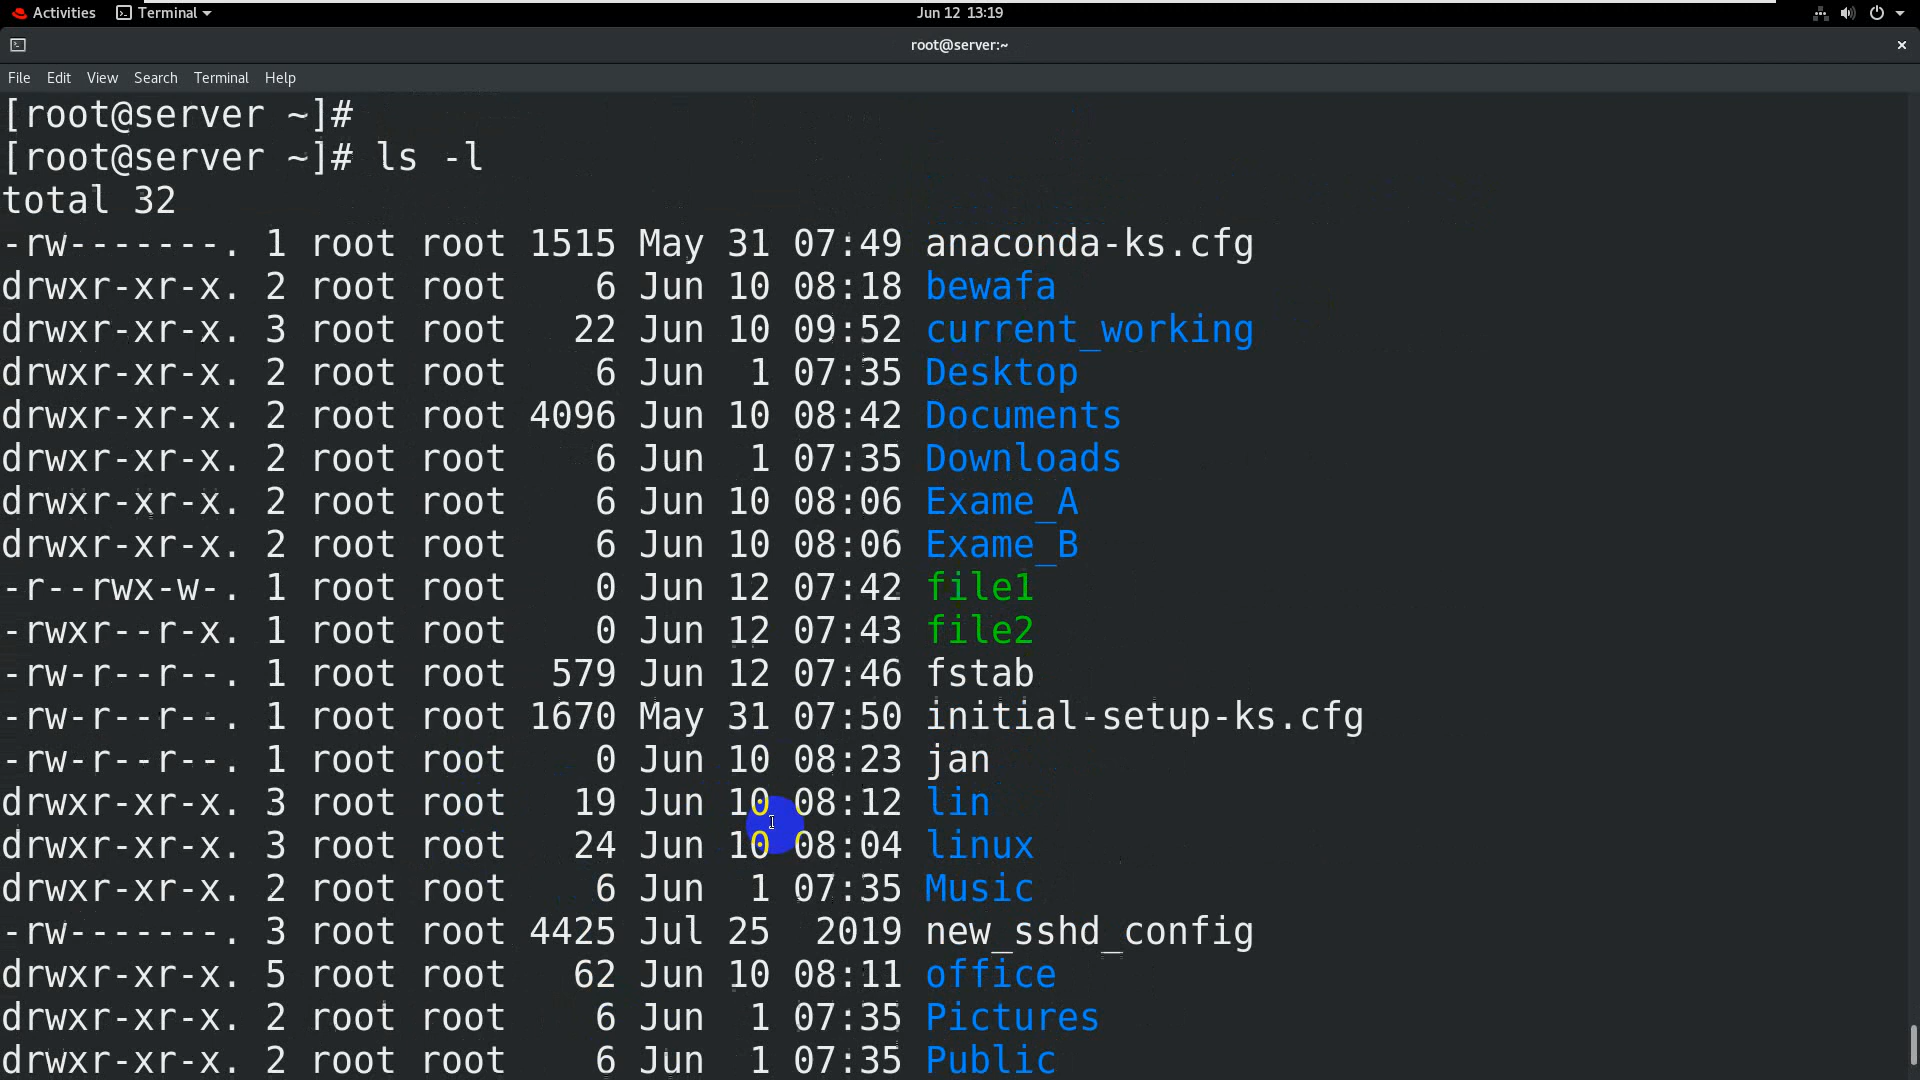 Activities Terminal Jun 12 13:19
root@server:~
File Edit View Search Terminal Help
[root@server ~]#
[root@server ~]# ls -l
total 32
-rw-------. 1 root root 1515 May 31 07:49 anaconda-ks.cfg
drwxr-xr-x. 2 root root    6 Jun 10 08:18 bewafa
drwxr-xr-x. 3 root root   22 Jun 10 09:52 current_working
drwxr-xr-x. 2 root root    6 Jun  1 07:35 Desktop
drwxr-xr-x. 2 root root 4096 Jun 10 08:42 Documents
drwxr-xr-x. 2 root root    6 Jun  1 07:35 Downloads
drwxr-xr-x. 2 root root    6 Jun 10 08:06 Exame_A
drwxr-xr-x. 2 root root    6 Jun 10 08:06 Exame_B
-r--rwx-w-. 1 root root    0 Jun 12 07:42 file1
-rwxr--r-x. 1 root root    0 Jun 12 07:43 file2
-rw-r--r--. 1 root root  579 Jun 12 07:46 fstab
-rw-r--r--. 1 root root 1670 May 31 07:50 initial-setup-ks.cfg
-rw-r--r--. 1 root root    0 Jun 10 08:23 jan
drwxr-xr-x. 3 root root   19 Jun 10 08:12 lin
drwxr-xr-x. 3 root root   24 Jun 10 08:04 linux
drwxr-xr-x. 2 root root    6 Jun  1 07:35 Music
-rw-------. 3 root root 4425 Jul 25  2019 new_sshd_config
drwxr-xr-x. 5 root root   62 Jun 10 08:11 office
drwxr-xr-x. 2 root root    6 Jun  1 07:35 Pictures
drwxr-xr-x. 2 root root    6 Jun  1 07:35 Public